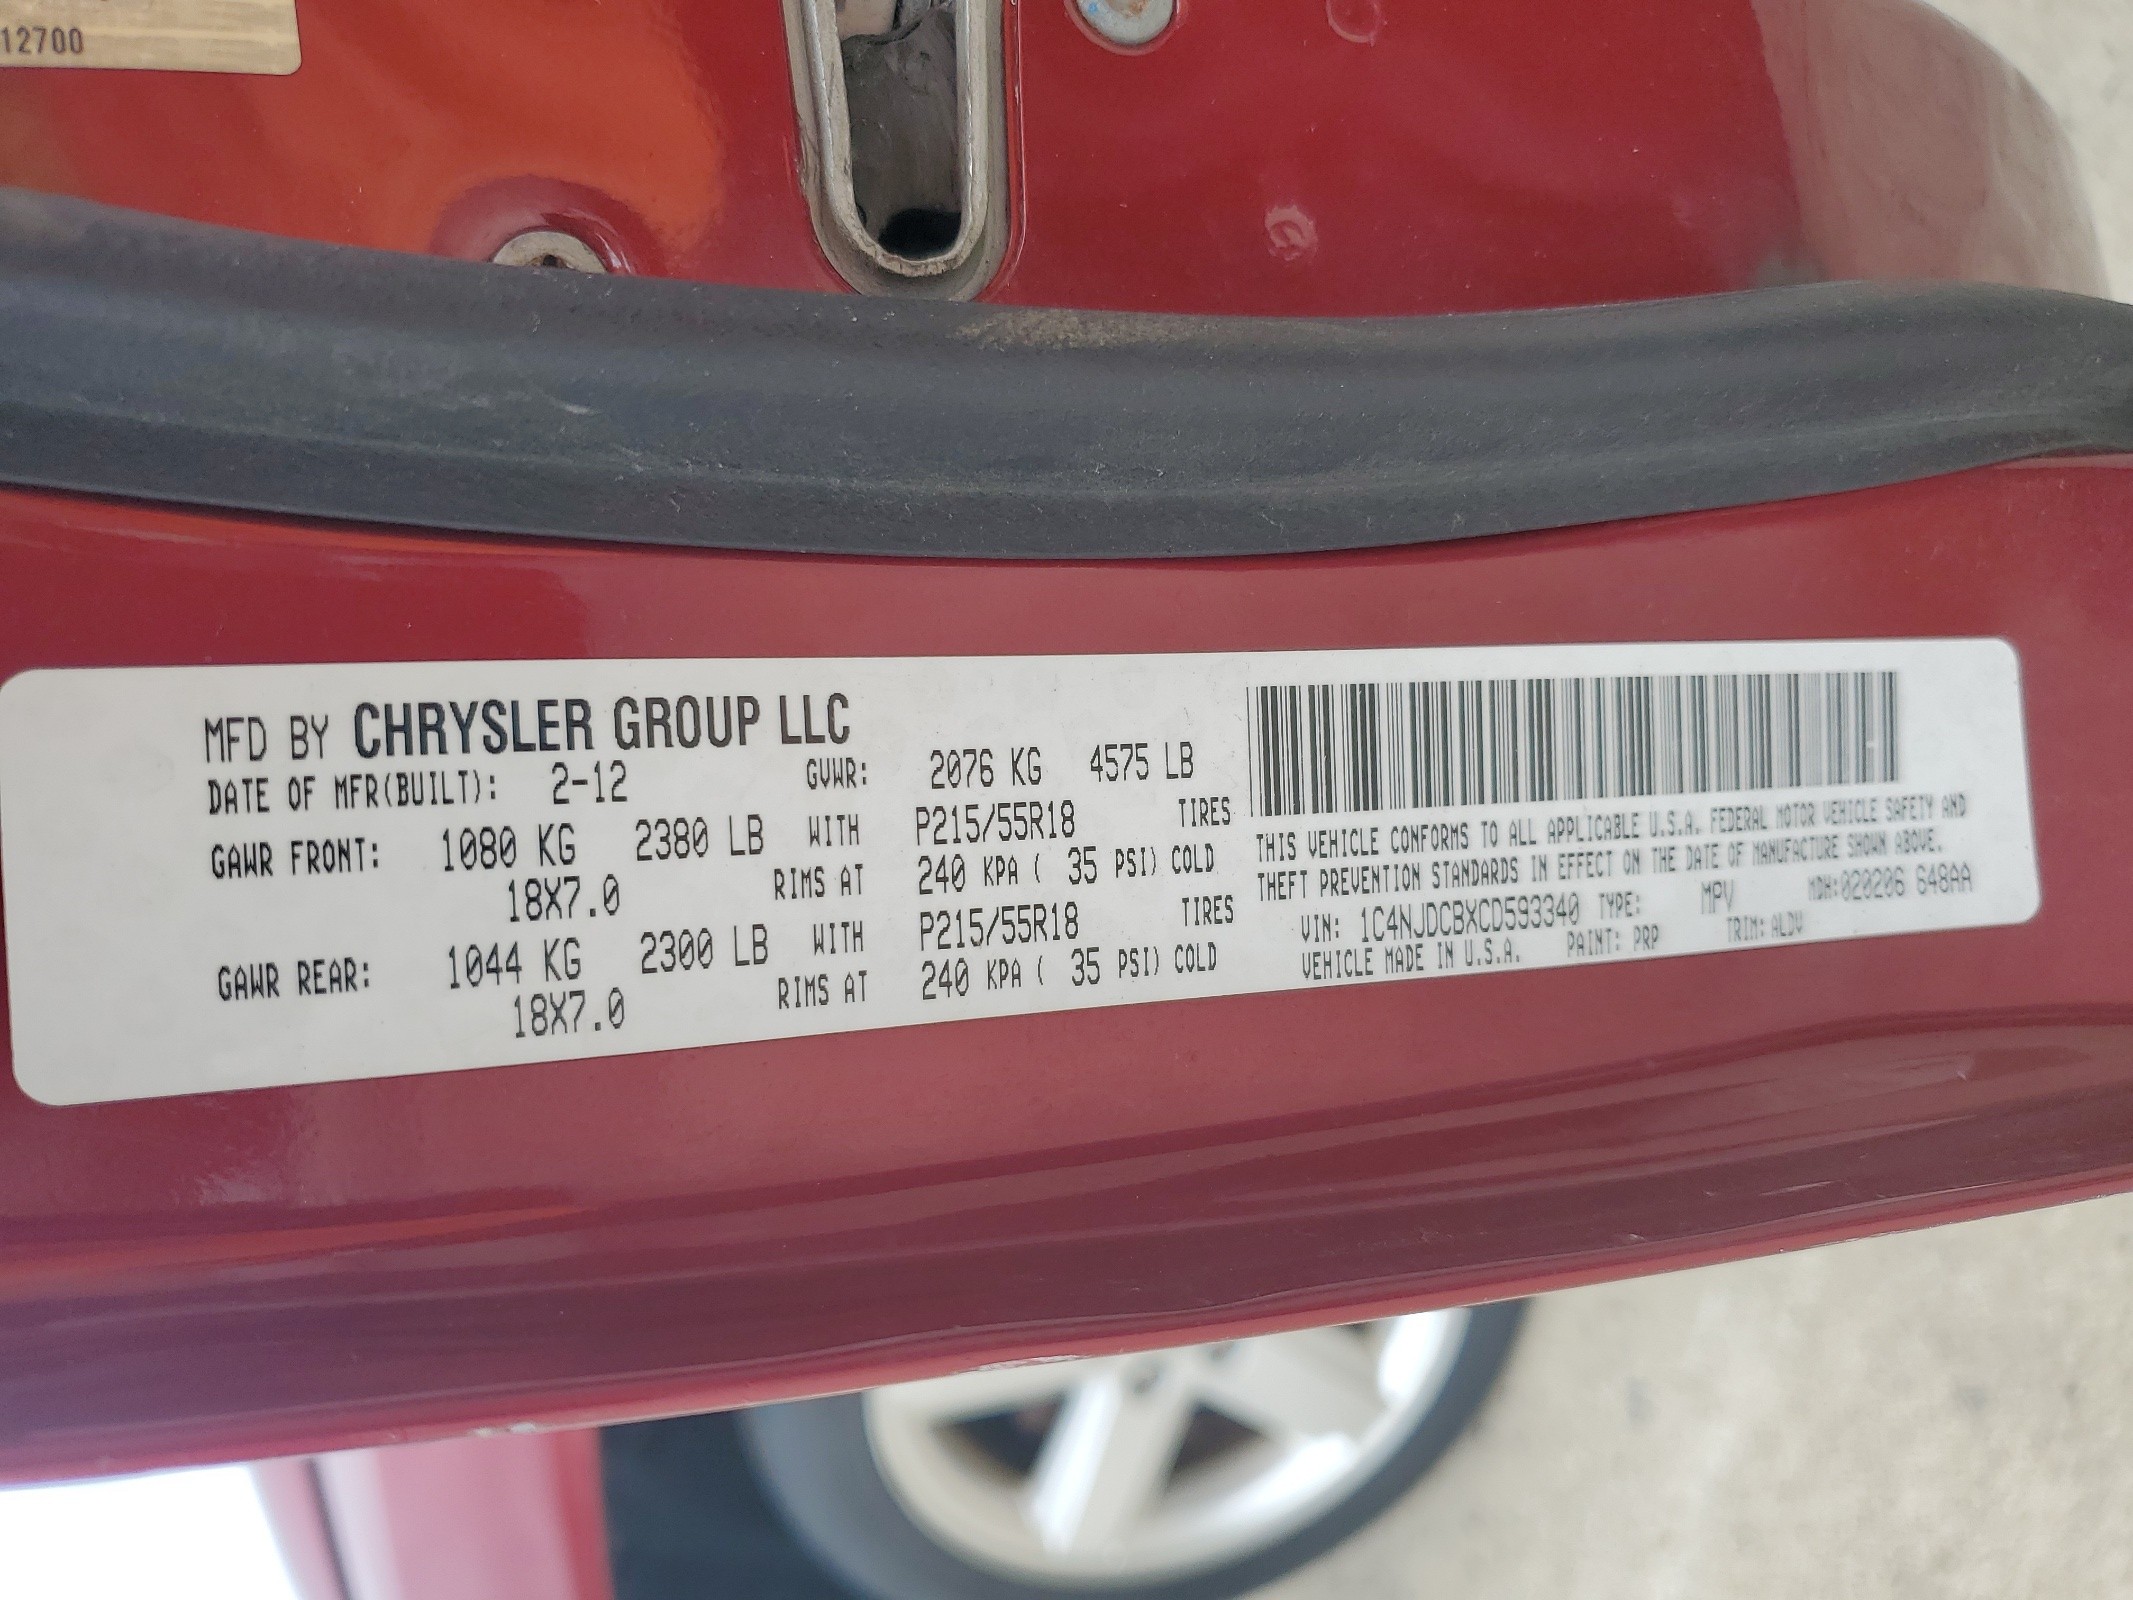 12700
MFD BY CHRYSLER GROUP LLC
DATE OF MFR(BUILT): 2-12 GVWR: 2076 KG 4575 LB
GAWR FRONT: 1080 KG 2380 LB WITH P215/55R18 TIRES
18X7.0 RIMS AT 240 KPA ( 35 PSI) COLD
GAWR REAR: 1044 KG 2300 LB WITH P215/55R18 TIRES
18X7.0 RIMS AT 240 KPA ( 35 PSI) COLD
THIS VEHICLE CONFORMS TO ALL APPLICABLE U.S.A. FEDERAL MOTOR VEHICLE SAFETY AND
THEFT PREVENTION STANDARDS IN EFFECT ON THE DATE OF MANUFACTURE SHOWN ABOVE.
VIN: 1C4NJDCBXCD593340 TYPE: MPV MDH:020206 648AA
VEHICLE MADE IN U.S.A. PAINT: PRP TRIM: ALDV